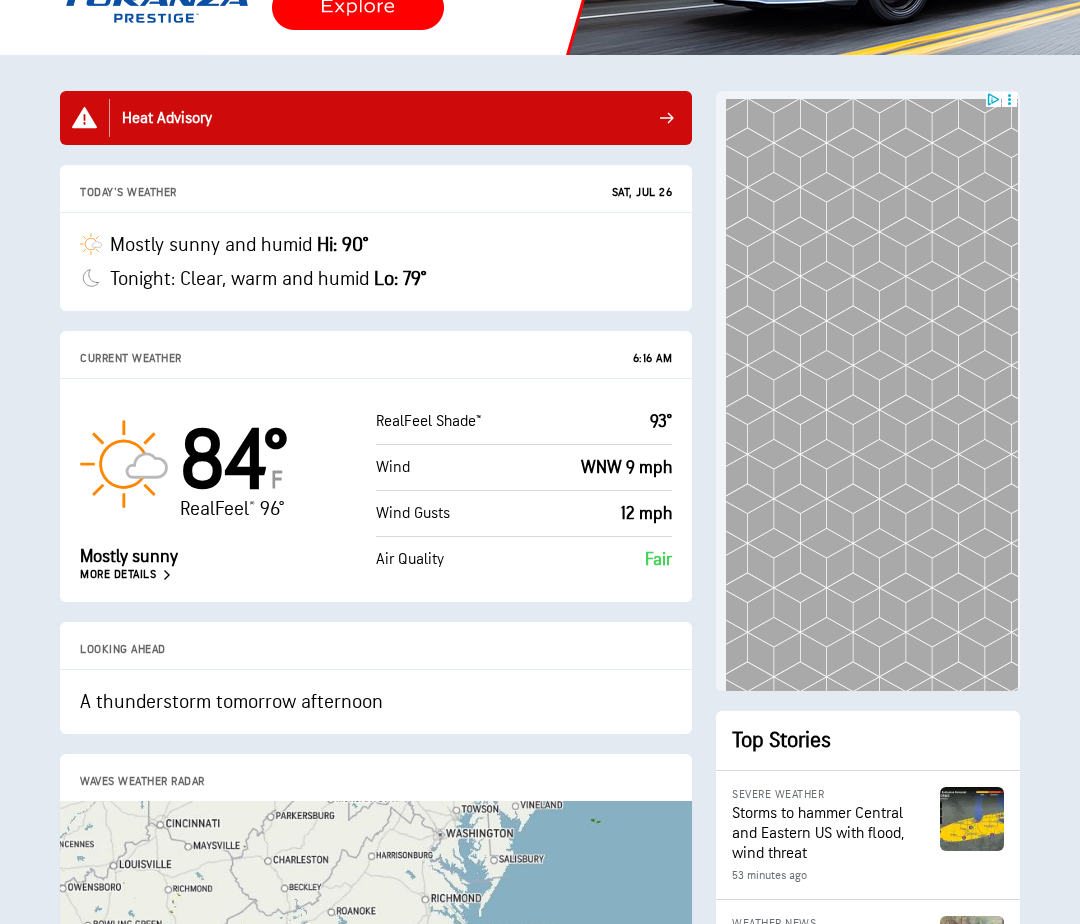 TURANZA
PRESTIGE
Explore
Heat Advisory
TODAY'S WEATHER
SAT, JUL 26
Mostly sunny and humid Hi: 90°
Tonight: Clear, warm and humid Lo: 79°
CURRENT WEATHER
6:16 AM
84°F
RealFeel® 96°
Mostly sunny
MORE DETAILS
RealFeel Shade™ 93°
Wind WNW 9 mph
Wind Gusts 12 mph
Air Quality Fair
LOOKING AHEAD
A thunderstorm tomorrow afternoon
WAVES WEATHER RADAR
CINCINNATI
PARKERSBURG
TOWSON
VINELAND
WASHINGTON
NCENNES
MAYSVILLE
LOUISVILLE
CHARLESTON
HARRISONBURG
SALISBURY
OWENSBORO
RICHMOND
BECKLEY
RICHMOND
ROANOKE
BOWLING GREEN
Top Stories
SEVERE WEATHER
Storms to hammer Central
and Eastern US with flood,
wind threat
53 minutes ago
WEATHER NEWS